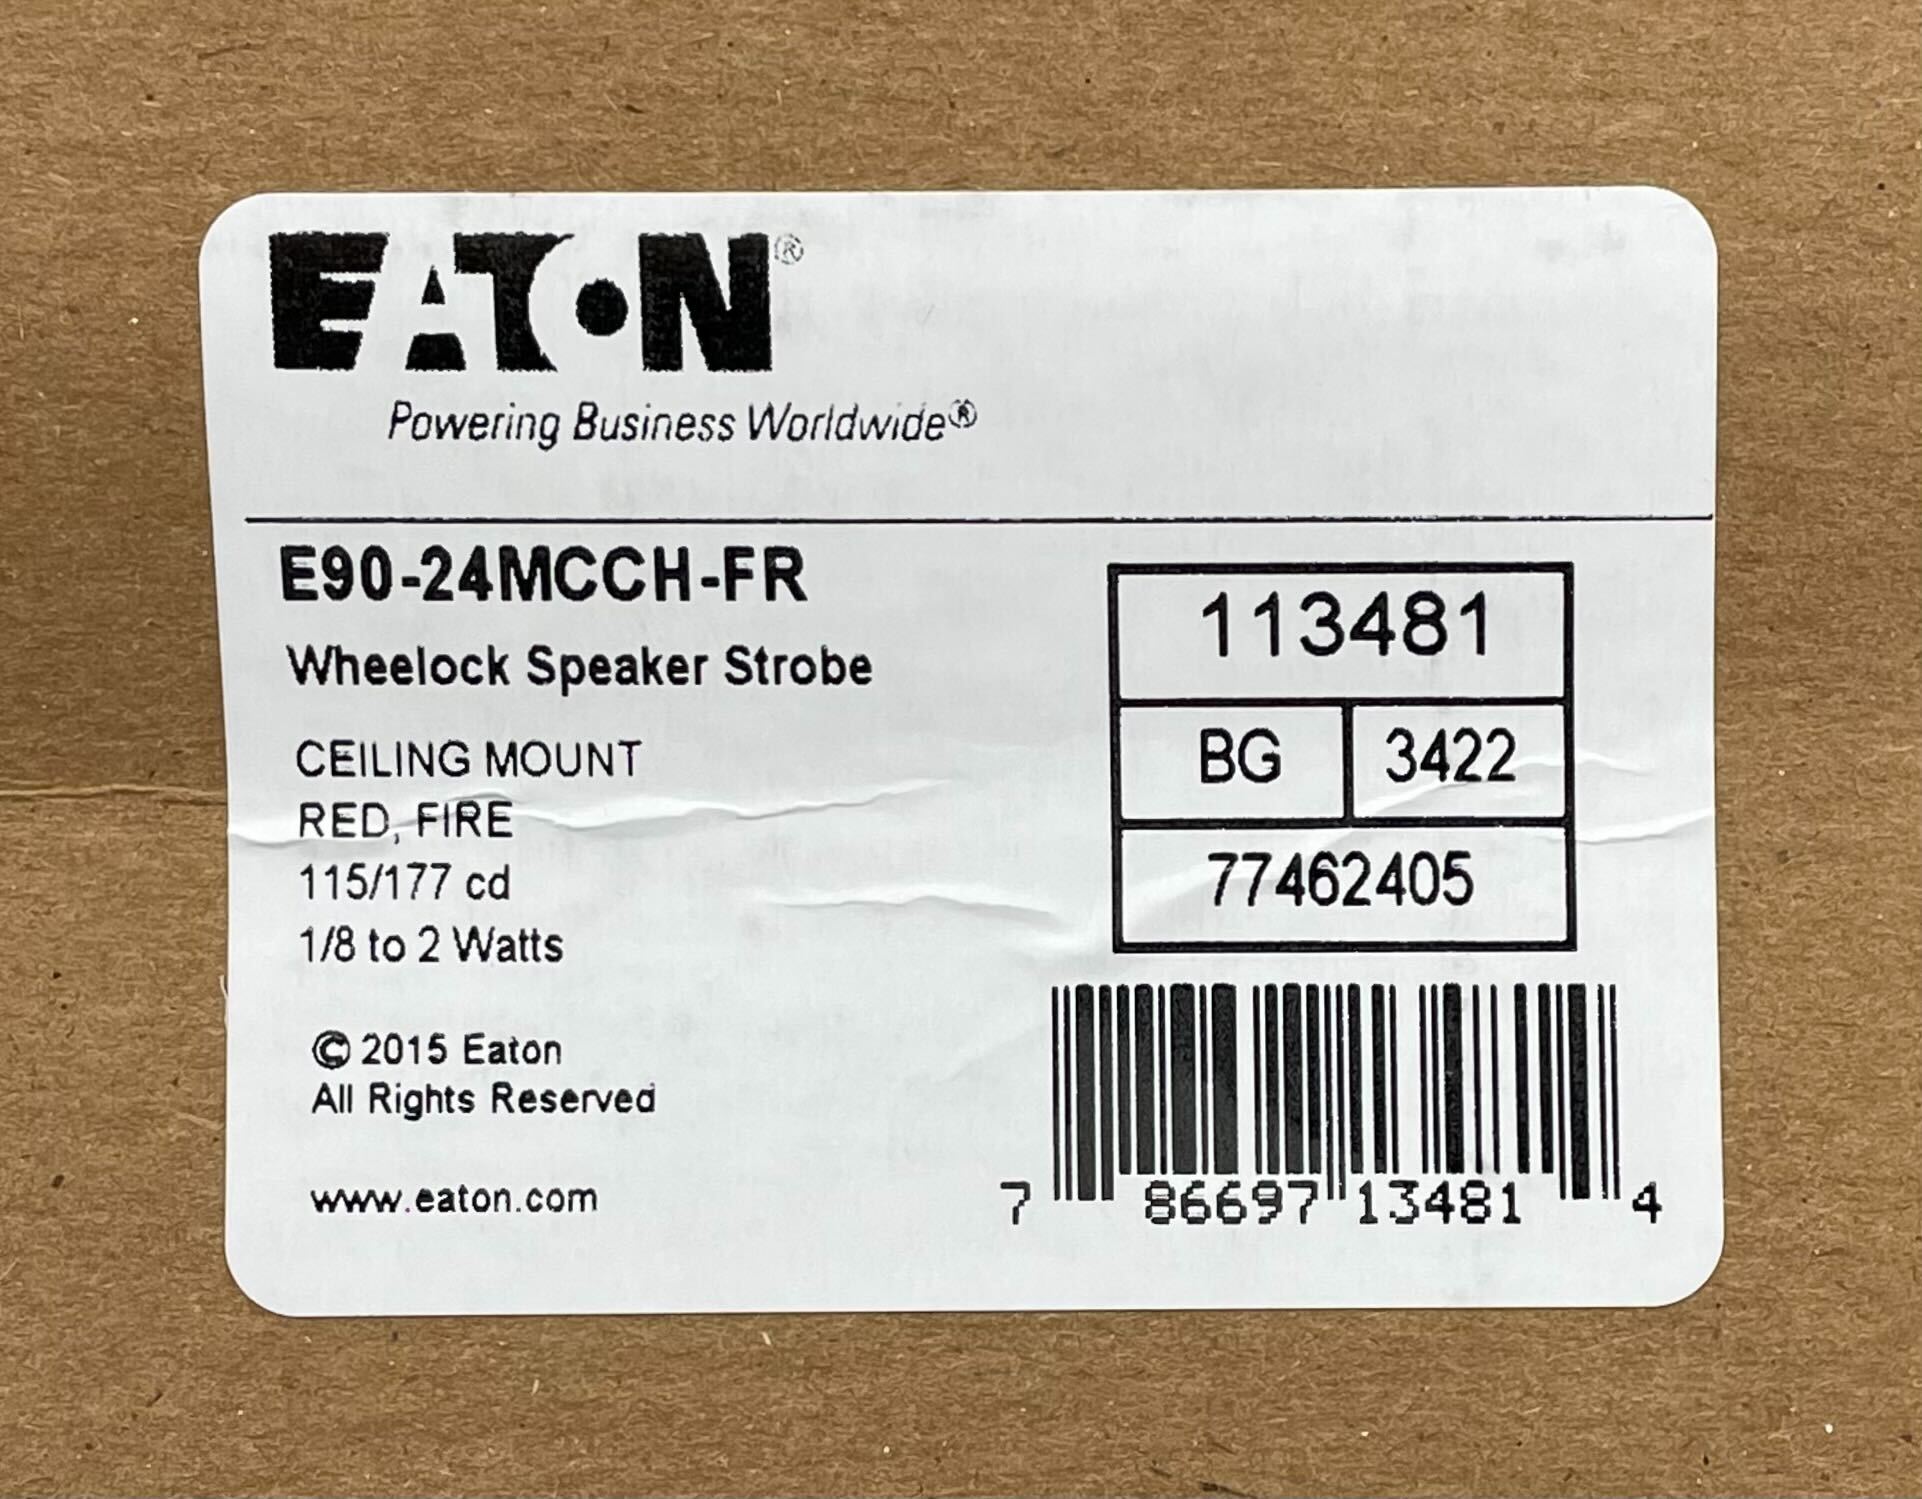 EATON®
Powering Business Worldwide®
E90-24MCCH-FR
Wheelock Speaker Strobe
CEILING MOUNT
RED, FIRE
115/177 cd
1/8 to 2 Watts
© 2015 Eaton
All Rights Reserved
www.eaton.com
113481
BG 3422
77462405
7 86697 13481 4